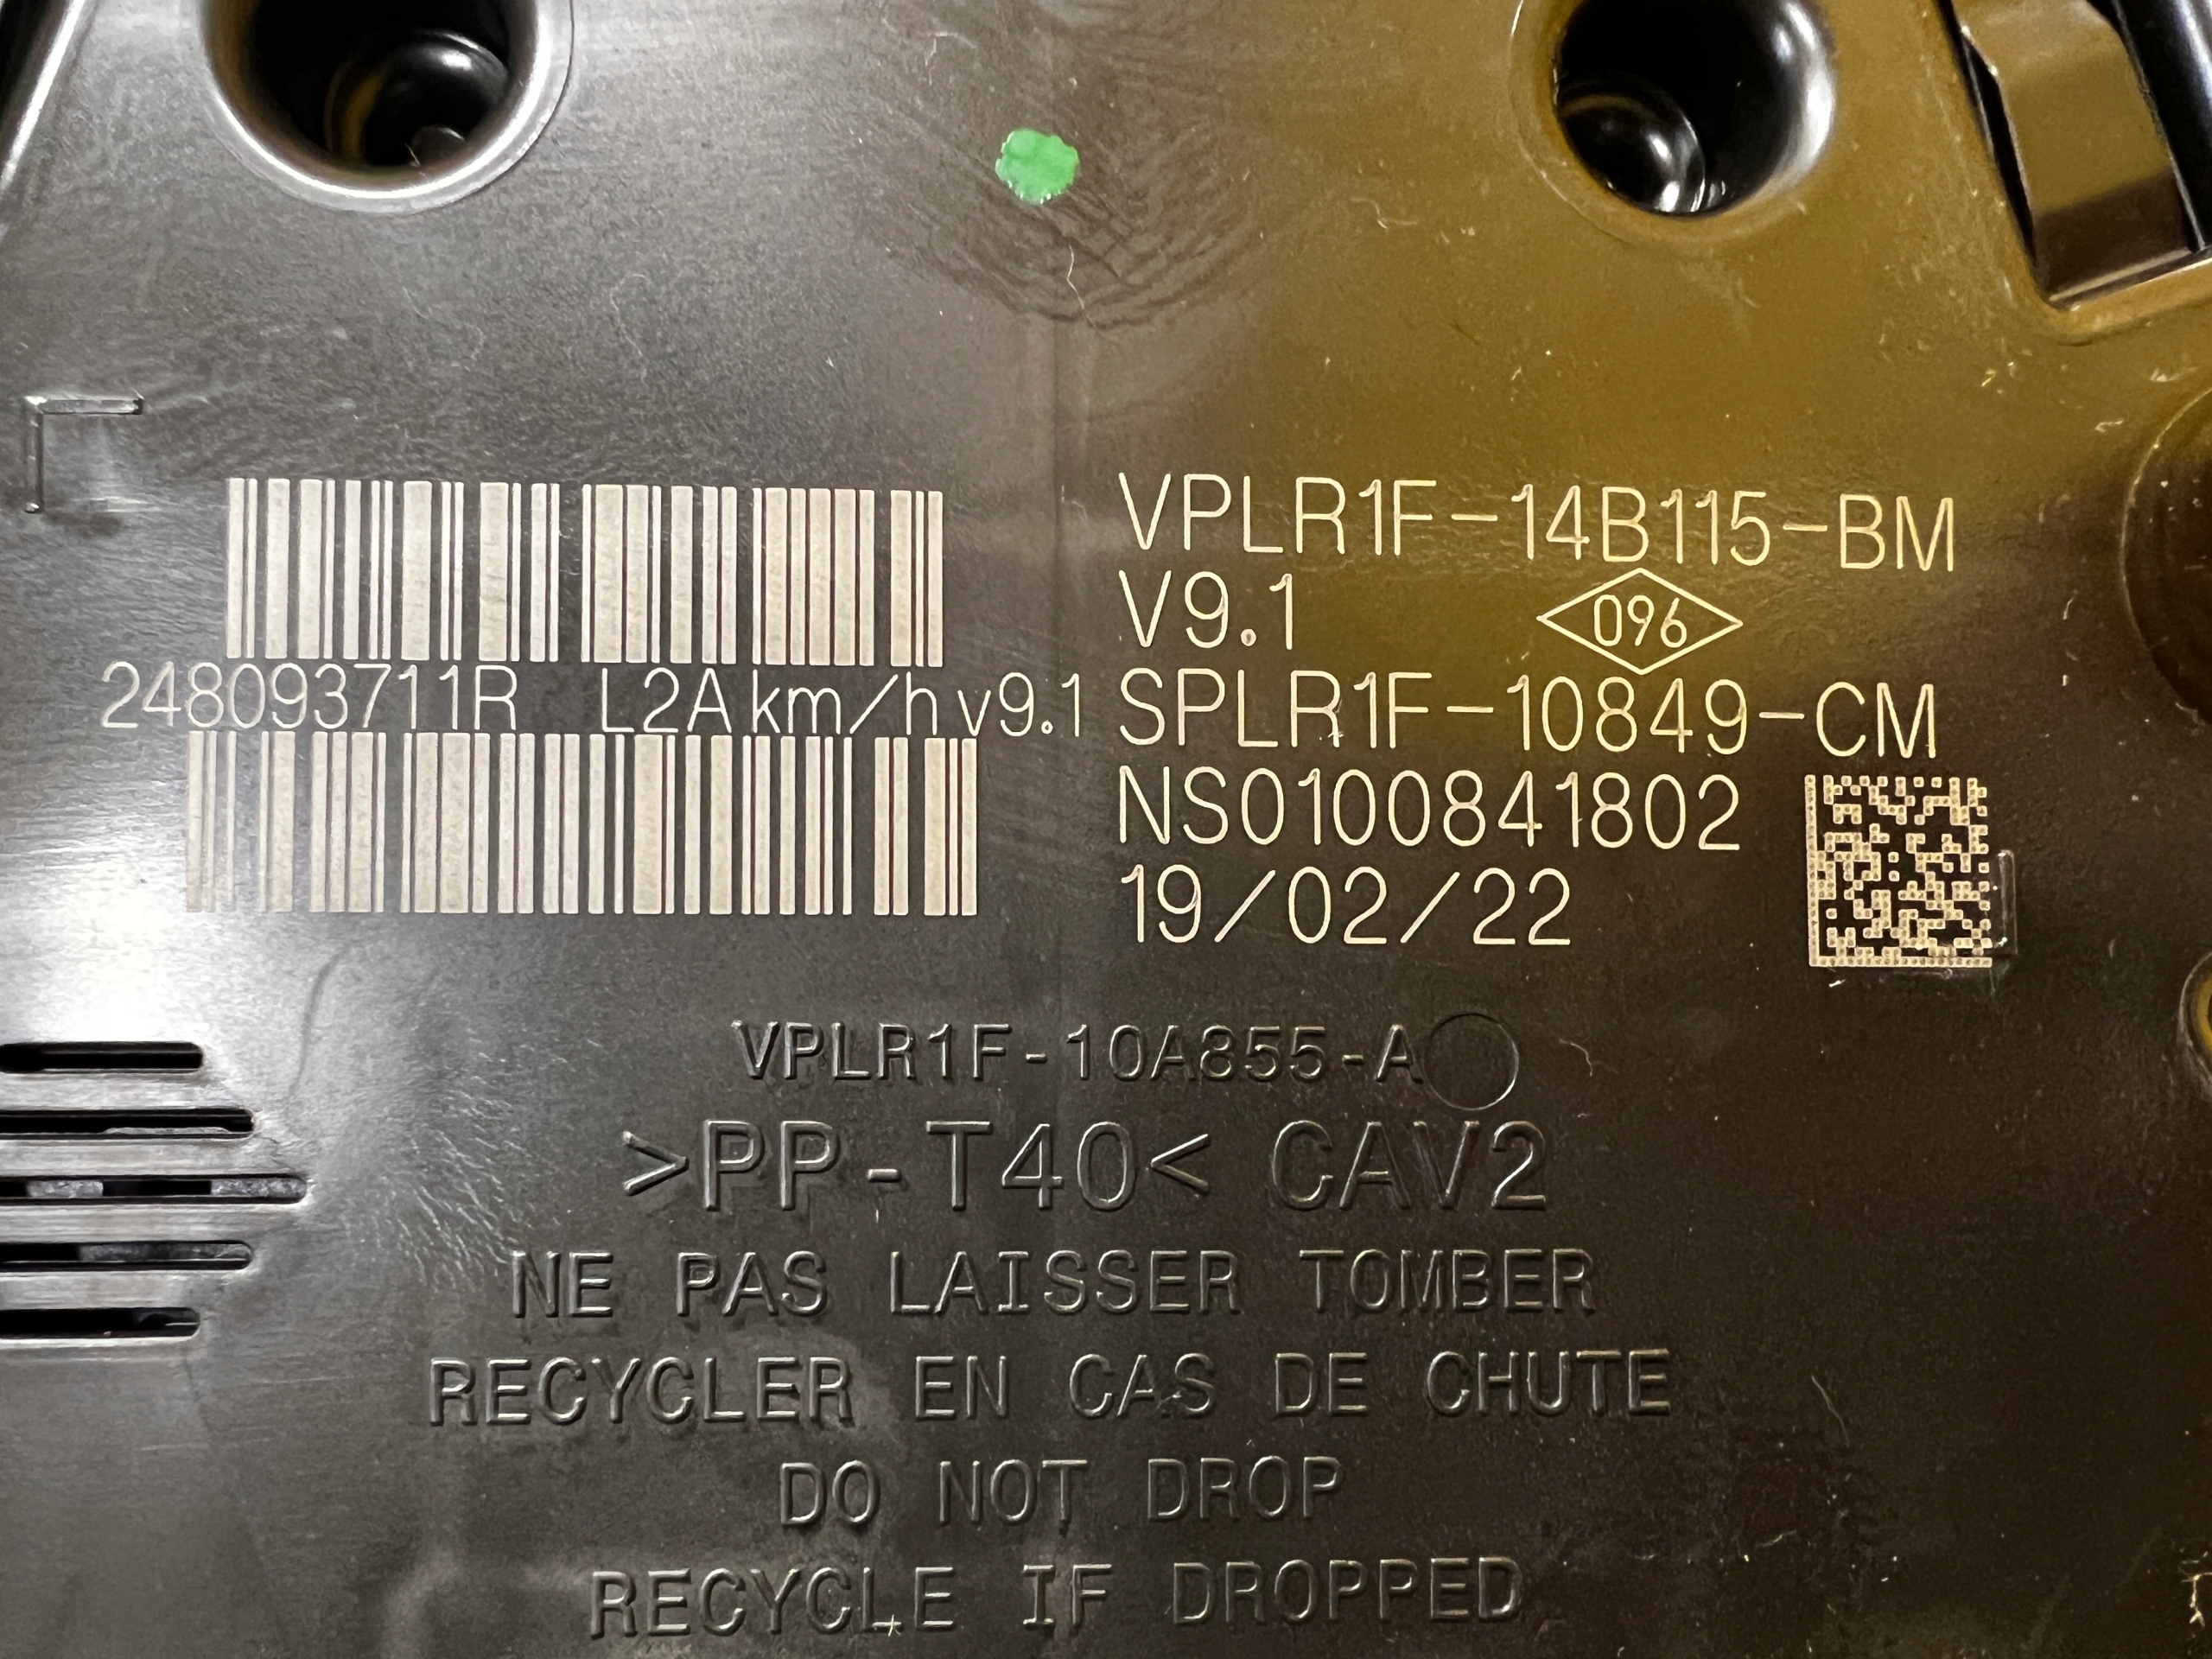 248093711R L2A km/h v9.1
VPLR1F-14B115-BM
V9.1 096
SPLR1F-10849-CM
NS0100841802
19/02/22
VPLR1F-10A855-A
>PP-T40< CAV2
NE PAS LAISSER TOMBER
RECYCLER EN CAS DE CHUTE
DO NOT DROP
RECYCLE IF DROPPED